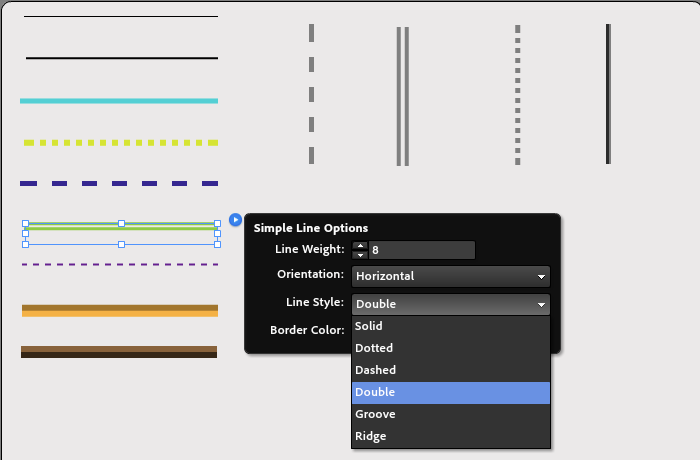 Simple Line Options
Line Weight: 8
Orientation: Horizontal
Line Style: Double
Border Color:
Solid
Dotted
Dashed
Double
Groove
Ridge